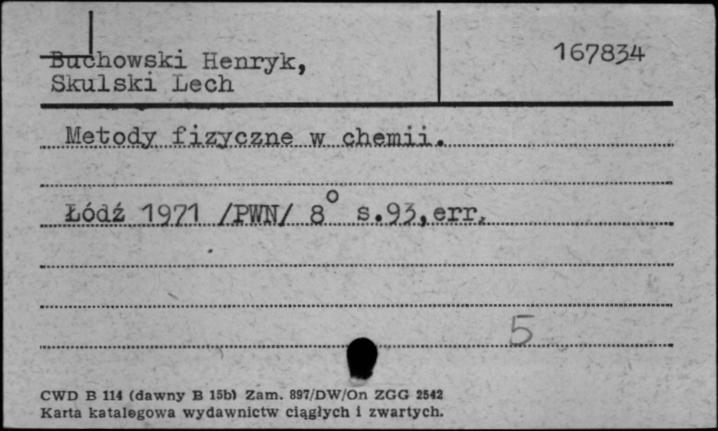 Buchowski Henryk,
Skulski Lech
167834
Metody fizyczne w chemii.
Łódź 1971 /PWN/ 8° s.93,err.
5
CWD B 114 (dawny B 15b) Zam. 897/DW/On ZGG 2542
Karta katalogowa wydawnictw ciągłych i zwartych.